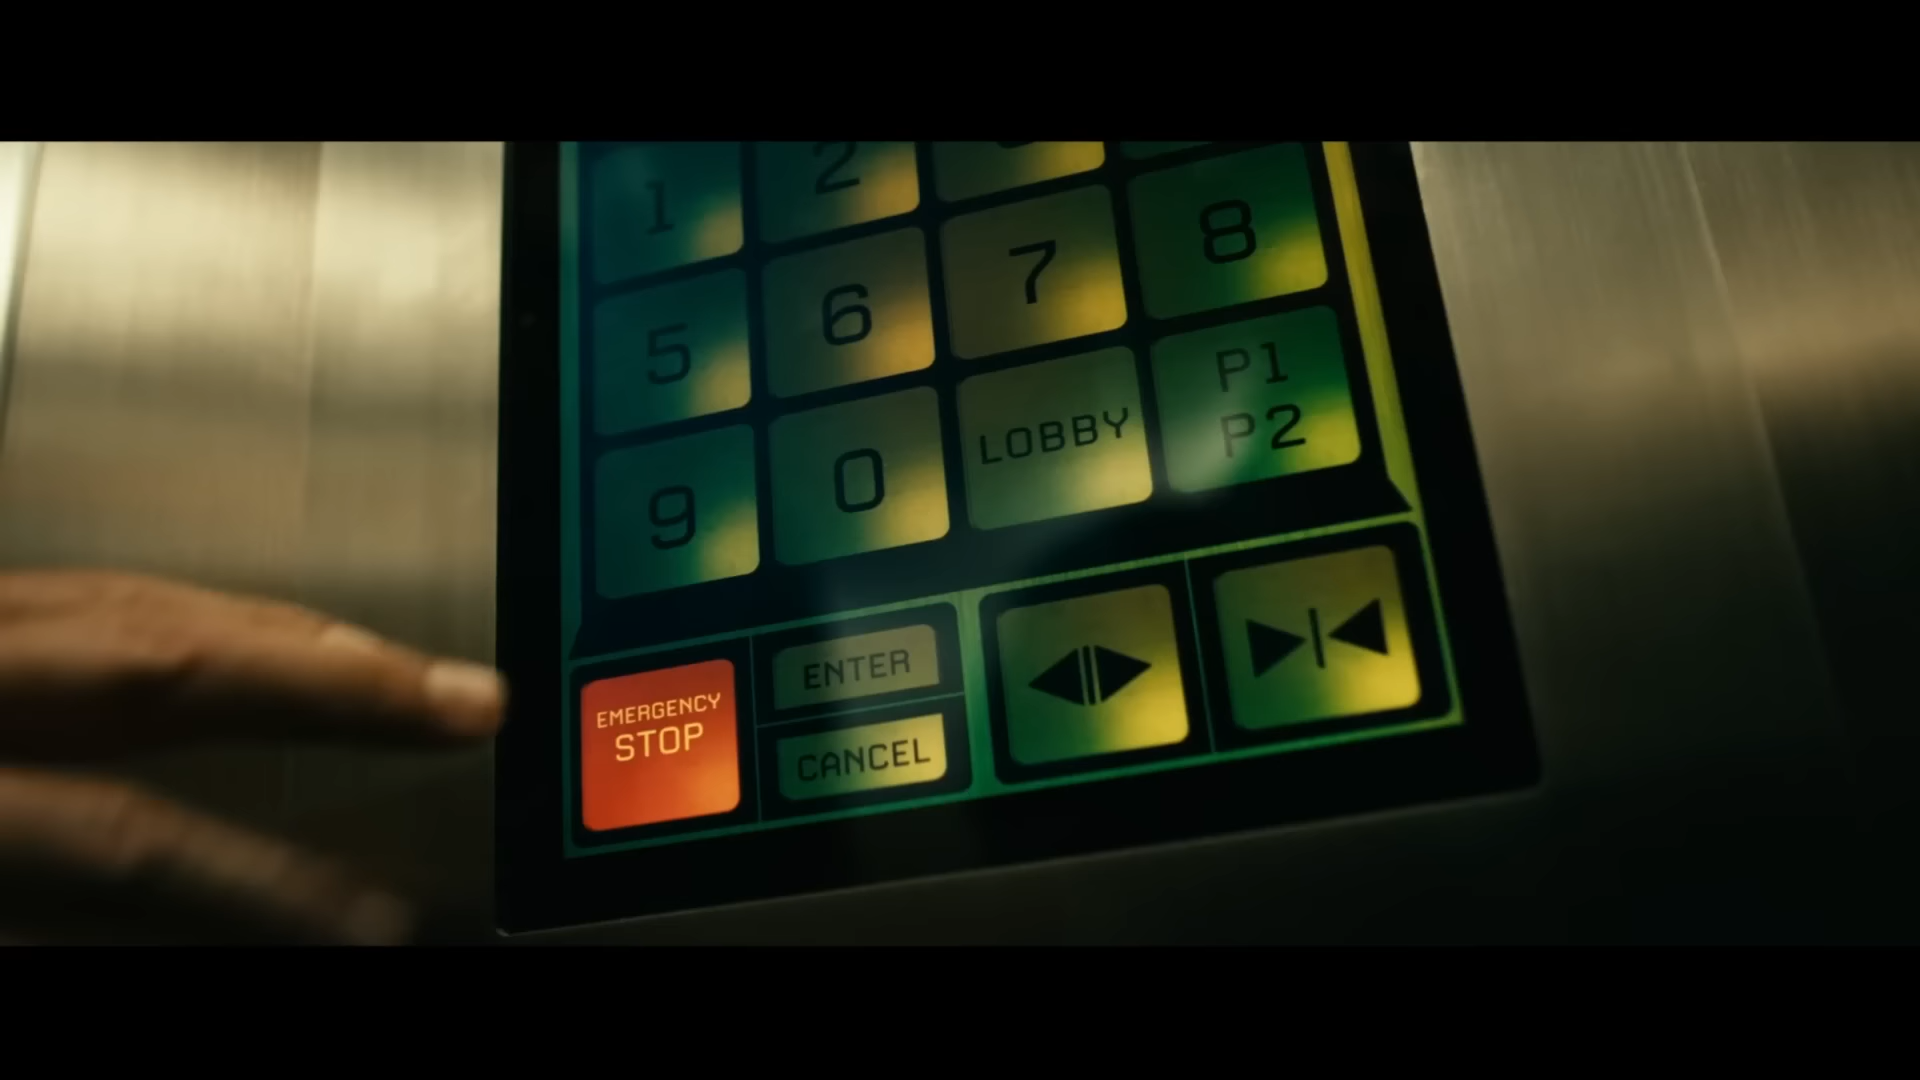 1 2
5 6 7 8
9 0 LOBBY P1
P2
EMERGENCY
STOP
ENTER
CANCEL